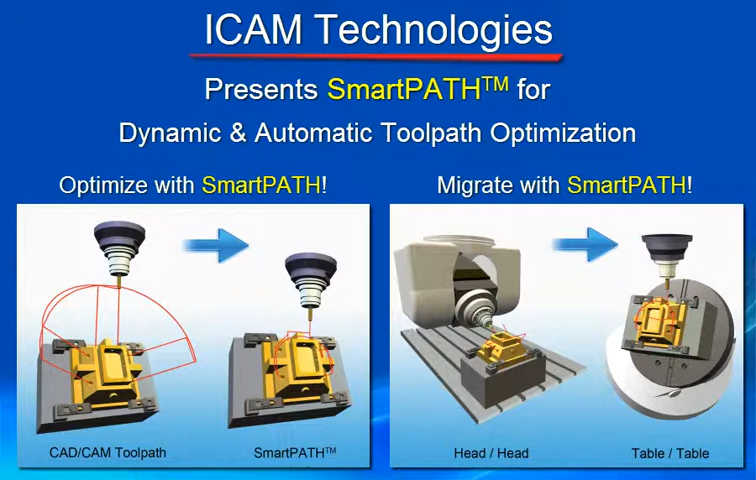 ICAM Technologies
Presents SmartPATH™ for
Dynamic & Automatic Toolpath Optimization
Optimize with SmartPATH!
Migrate with SmartPATH!
CAD/CAM Toolpath
SmartPATH™
Head / Head
Table / Table